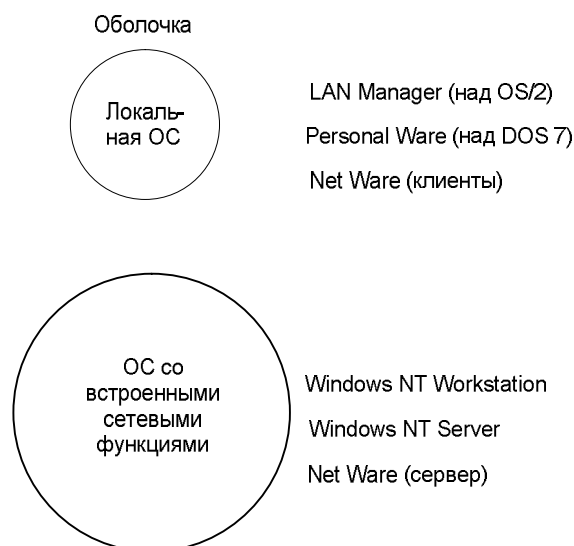 Оболочка
Локаль-
ная ОС
LAN Manager (над OS/2)
Personal Ware (над DOS 7)
Net Ware (клиенты)
ОС со
встроенными
сетевыми
функциями
Windows NT Workstation
Windows NT Server
Net Ware (сервер)